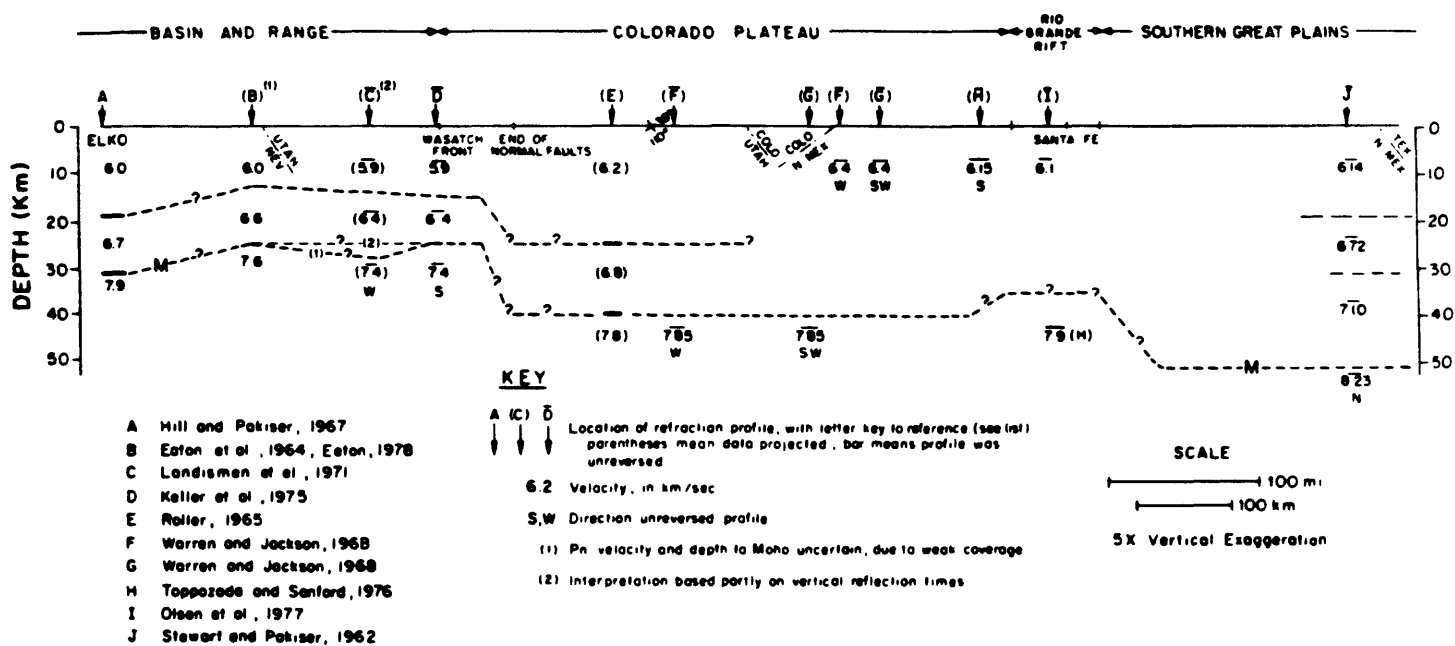 BASIN AND RANGE
COLORADO PLATEAU
RIO GRANDE RIFT
SOUTHERN GREAT PLAINS
A (B)(1) (C̅)(2) D̅ (E) (F̅) (G̅) (F̅) (G̅) (H̅) (I̅) J̅
0 ELKO UTAH NEV WASATCH FRONT END OF NORMAL FAULTS COLO UTAH COLO N MEX SANTA FE TEX N MEX 0
6.0 6.0 (5.9) 5.9 (6.2) 6.4 6.4 6.15 6.1 6.14
10 W SW S 10
20 6.6 (6.4) 6.4 20
6.7 ? (2) 6.72
30 M 7.6 (1) (7.4) 7.4 (6.8) 30
7.9 W S 7.10
40 (7.8) 7.85 7.85 7.9 (H) 40
50 W SW M 50
8.23
N
DEPTH (Km)
KEY
A (C) D̅
Location of refraction profile, with letter key to reference (see list)
parentheses mean data projected, bar means profile was
unreversed
6.2 Velocity, in km/sec
S,W Direction unreversed profile
(1) Pn velocity and depth to Moho uncertain, due to weak coverage
(2) Interpretation based partly on vertical reflection times
A Hill and Pakiser, 1967
B Eaton et al, 1964, Eaton, 1978
C Landisman et al, 1971
D Keller et al, 1975
E Roller, 1965
F Warren and Jackson, 1968
G Warren and Jackson, 1968
H Toppozada and Sanford, 1976
I Olsen et al, 1977
J Stewart and Pakiser, 1962
SCALE
100 mi
100 km
5X Vertical Exaggeration